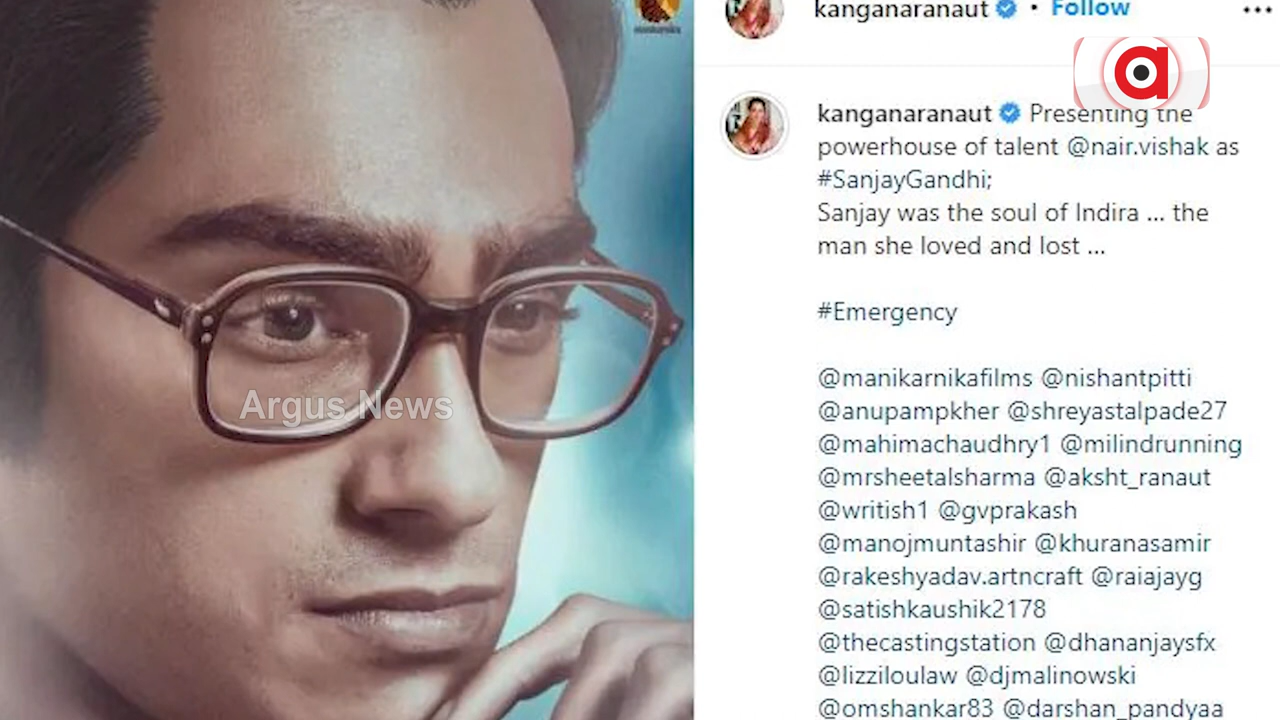 kanganaranaut • Follow
kanganaranaut Presenting the
powerhouse of talent @nair.vishak as
#SanjayGandhi;
Sanjay was the soul of Indira ... the
man she loved and lost ...
#Emergency
@manikarnikafilms @nishantpitti
@anupampkher @shreyastalpade27
@mahimachaudhry1 @milindrunning
@mrsheetalsharma @aksht_ranaut
@writish1 @gvprakash
@manojmuntashir @khuranasamir
@rakeshyadav.artncraft @raiajayg
@satishkaushik2178
@thecastingstation @dhananjaysfx
@lizziloulaw @djmalinowski
@omshankar83 @darshan_pandyaa
Argus News
a